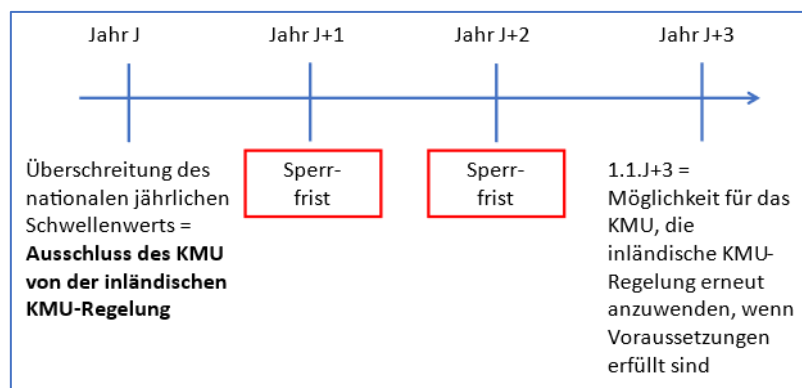 Jahr J
Jahr J+1
Jahr J+2
Jahr J+3
Überschreitung des
nationalen jährlichen
Schwellenwerts =
Ausschluss des KMU
von der inländischen
KMU-Regelung
Sperr-
frist
Sperr-
frist
1.1.J+3 =
Möglichkeit für das
KMU, die
inländische KMU-
Regelung erneut
anzuwenden, wenn
Voraussetzungen
erfüllt sind